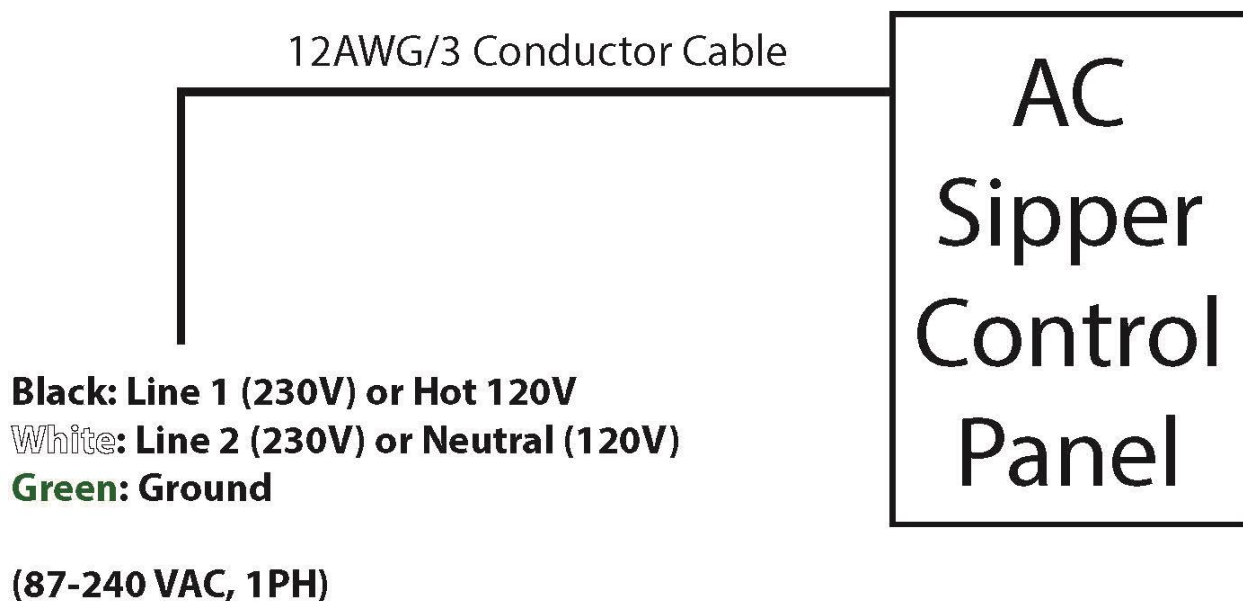 12AWG/3 Conductor Cable
AC
Sipper
Control
Panel
Black: Line 1 (230V) or Hot 120V
White: Line 2 (230V) or Neutral (120V)
Green: Ground
(87-240 VAC, 1PH)